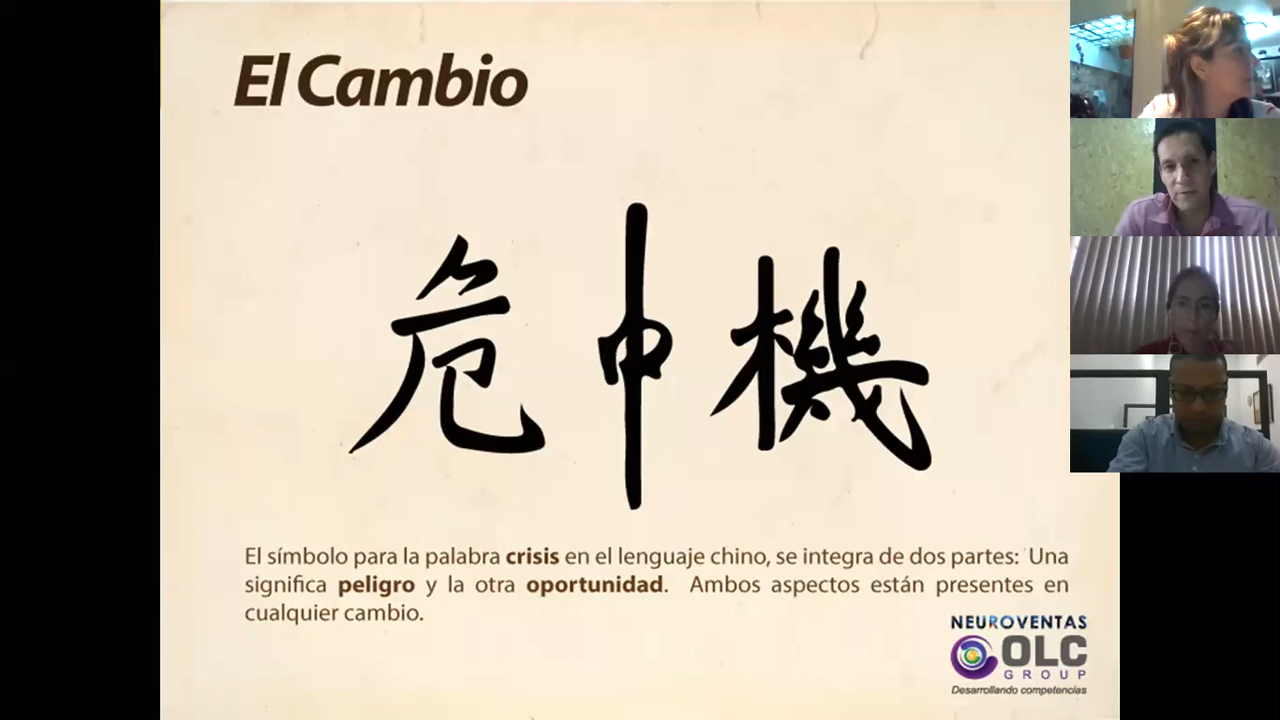 El Cambio
危中機
El símbolo para la palabra crisis en el lenguaje chino, se integra de dos partes: Una
significa peligro y la otra oportunidad. Ambos aspectos están presentes en
cualquier cambio.
NEUROVENTAS
OLC
GROUP
Desarrollando competencias